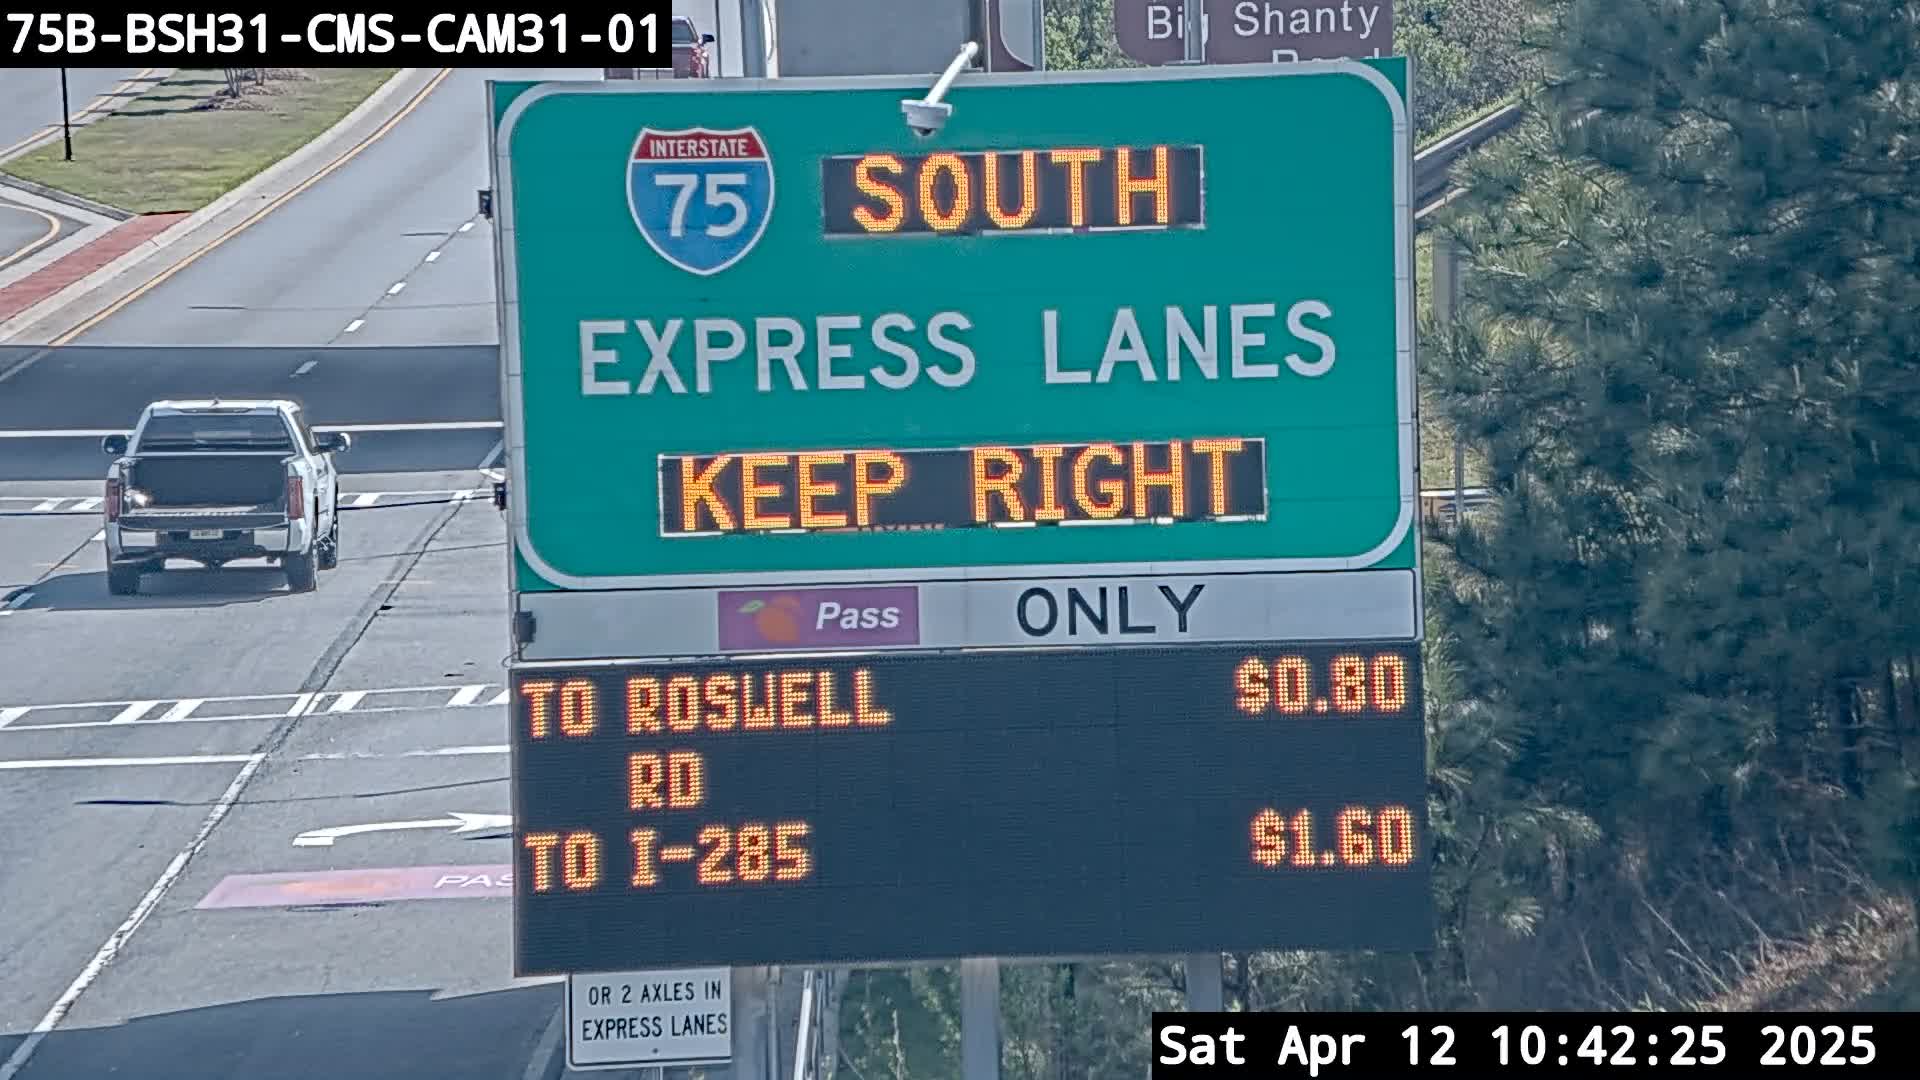 75B-BSH31-CMS-CAM31-01
Big Shanty
Road
INTERSTATE
75
SOUTH
EXPRESS LANES
KEEP RIGHT
Pass ONLY
TO ROSWELL $0.80
RD
TO I-285 $1.60
PAS
OR 2 AXLES IN
EXPRESS LANES
Sat Apr 12 10:42:25 2025